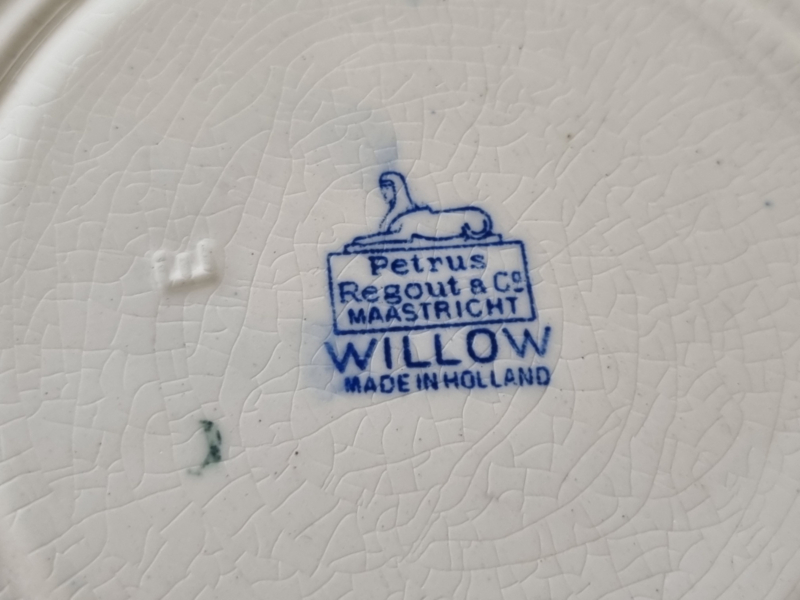 Petrus
Regout & Co
MAASTRICHT
WILLOW
MADE IN HOLLAND